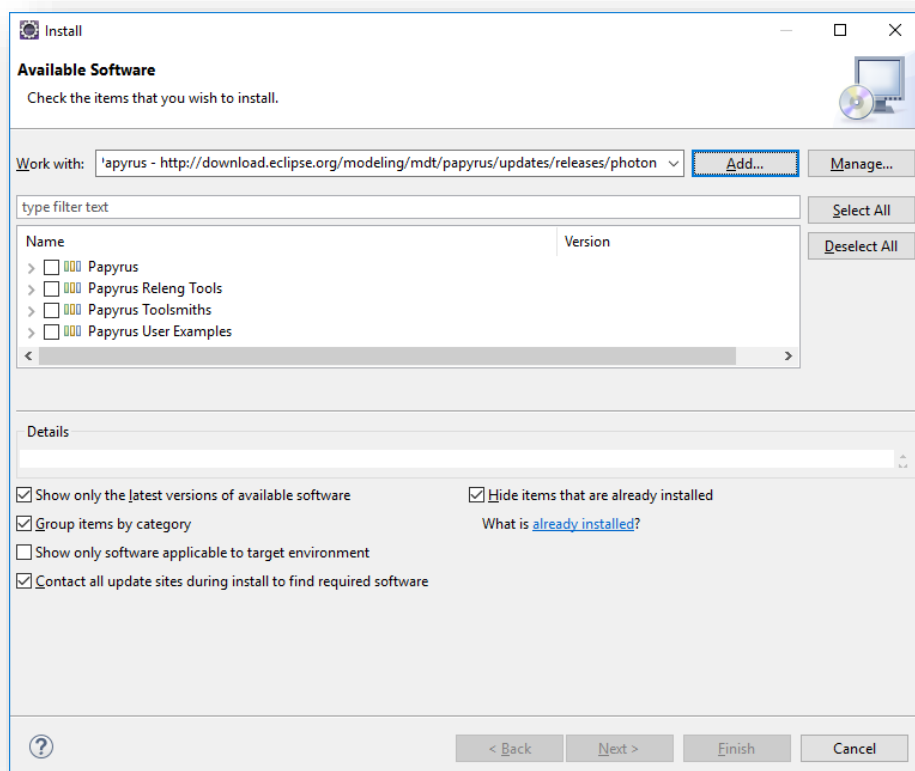 Install
Available Software
Check the items that you wish to install.
Work with: 'apyrus - http://download.eclipse.org/modeling/mdt/papyrus/updates/releases/photon Add... Manage...
type filter text Select All
Name Version Deselect All
Papyrus
Papyrus Releng Tools
Papyrus Toolsmiths
Papyrus User Examples
Details
Show only the latest versions of available software Hide items that are already installed
Group items by category What is already installed?
Show only software applicable to target environment
Contact all update sites during install to find required software
? < Back Next > Finish Cancel